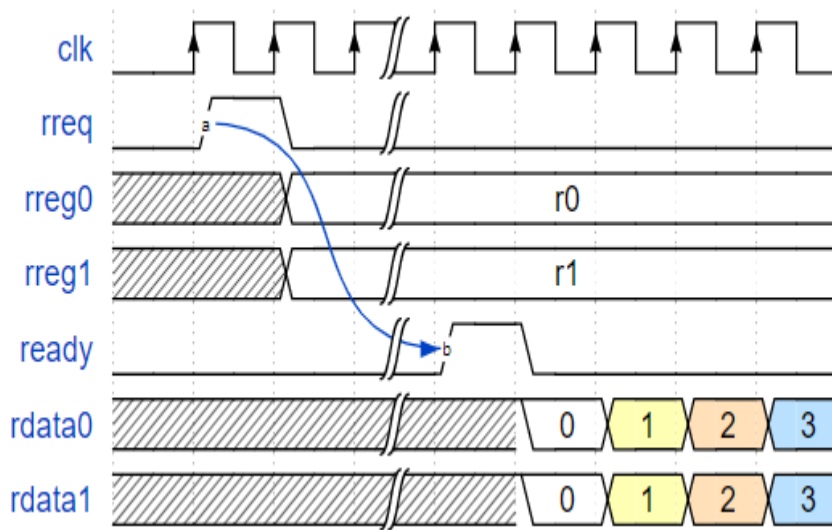 clk
rreq a
rreg0 r0
rreg1 r1
ready b
rdata0 0 1 2 3
rdata1 0 1 2 3